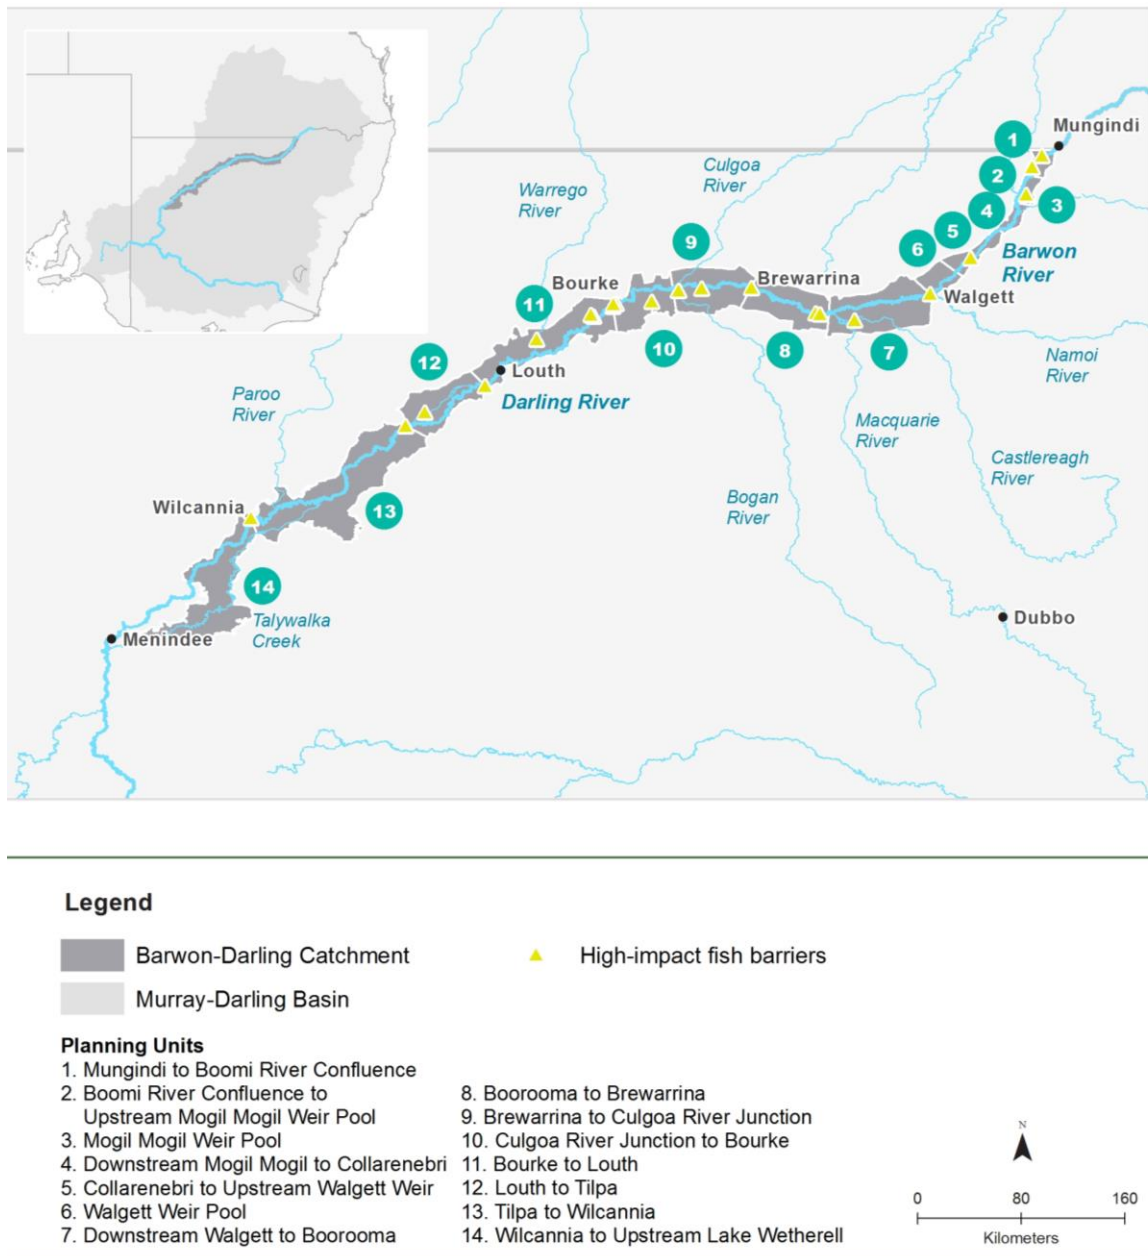 1
Mungindi
2
Culgoa
River
Warrego
River
3
4
5
6
9
Barwon
River
Bourke
Brewarrina
Walgett
11
10
8
7
12
Louth
Namoi
River
Paroo
River
Darling River
Macquarie
River
Castlereagh
River
Wilcannia
13
Bogan
River
14
Talywalka
Creek
Menindee
Dubbo
Legend
Barwon-Darling Catchment
High-impact fish barriers
Murray-Darling Basin
Planning Units
1. Mungindi to Boomi River Confluence
2. Boomi River Confluence to
Upstream Mogil Mogil Weir Pool
3. Mogil Mogil Weir Pool
4. Downstream Mogil Mogil to Collarenebri
5. Collarenebri to Upstream Walgett Weir
6. Walgett Weir Pool
7. Downstream Walgett to Boorooma
8. Boorooma to Brewarrina
9. Brewarrina to Culgoa River Junction
10. Culgoa River Junction to Bourke
11. Bourke to Louth
12. Louth to Tilpa
13. Tilpa to Wilcannia
14. Wilcannia to Upstream Lake Wetherell
N
0 80 160
Kilometers